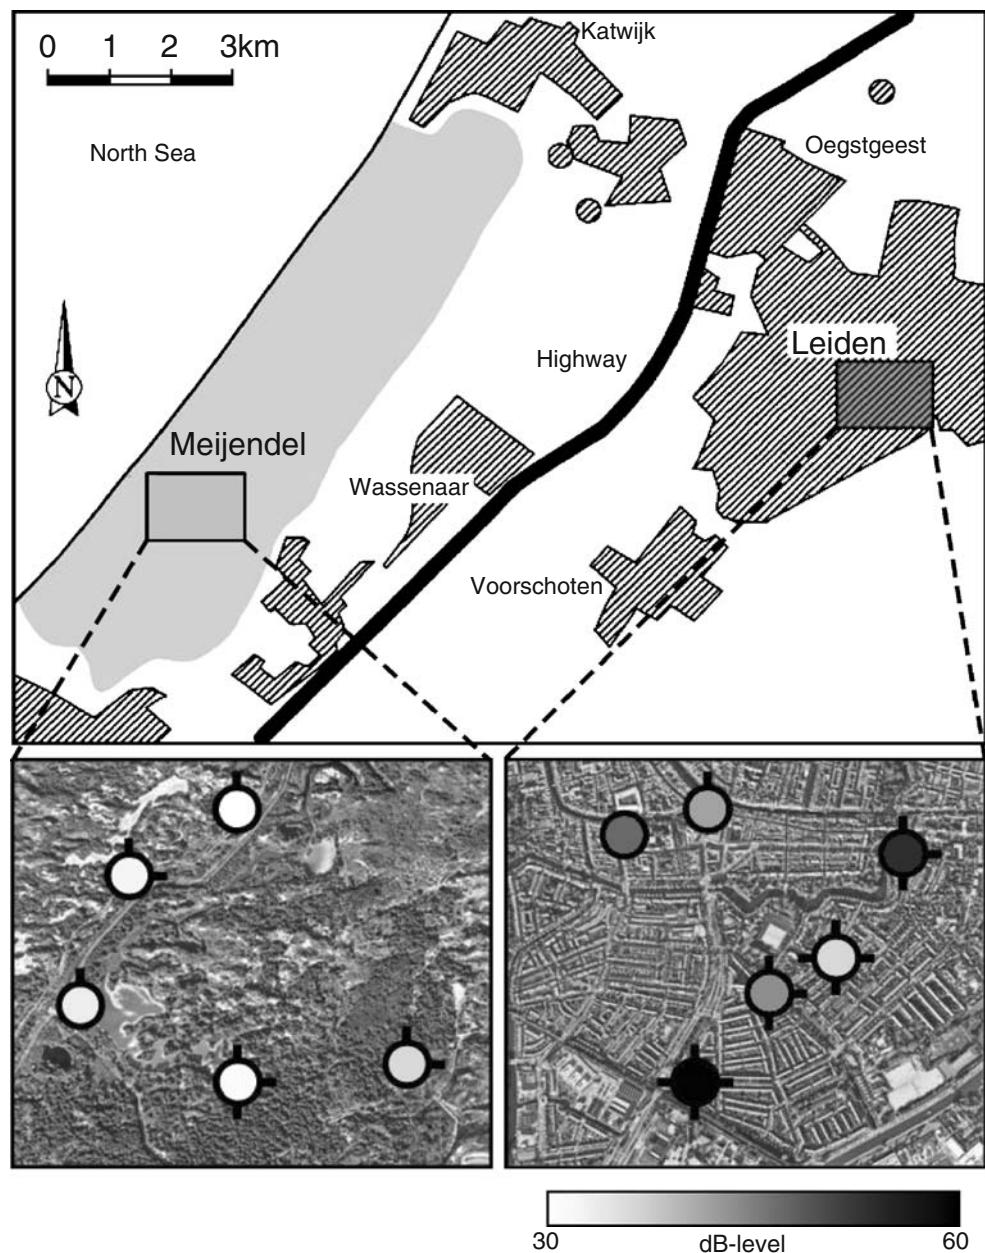 0 1 2 3km
Katwijk
North Sea
Oegstgeest
Highway
Leiden
N
Meijendel
Wassenaar
Voorschoten
30 60
dB-level